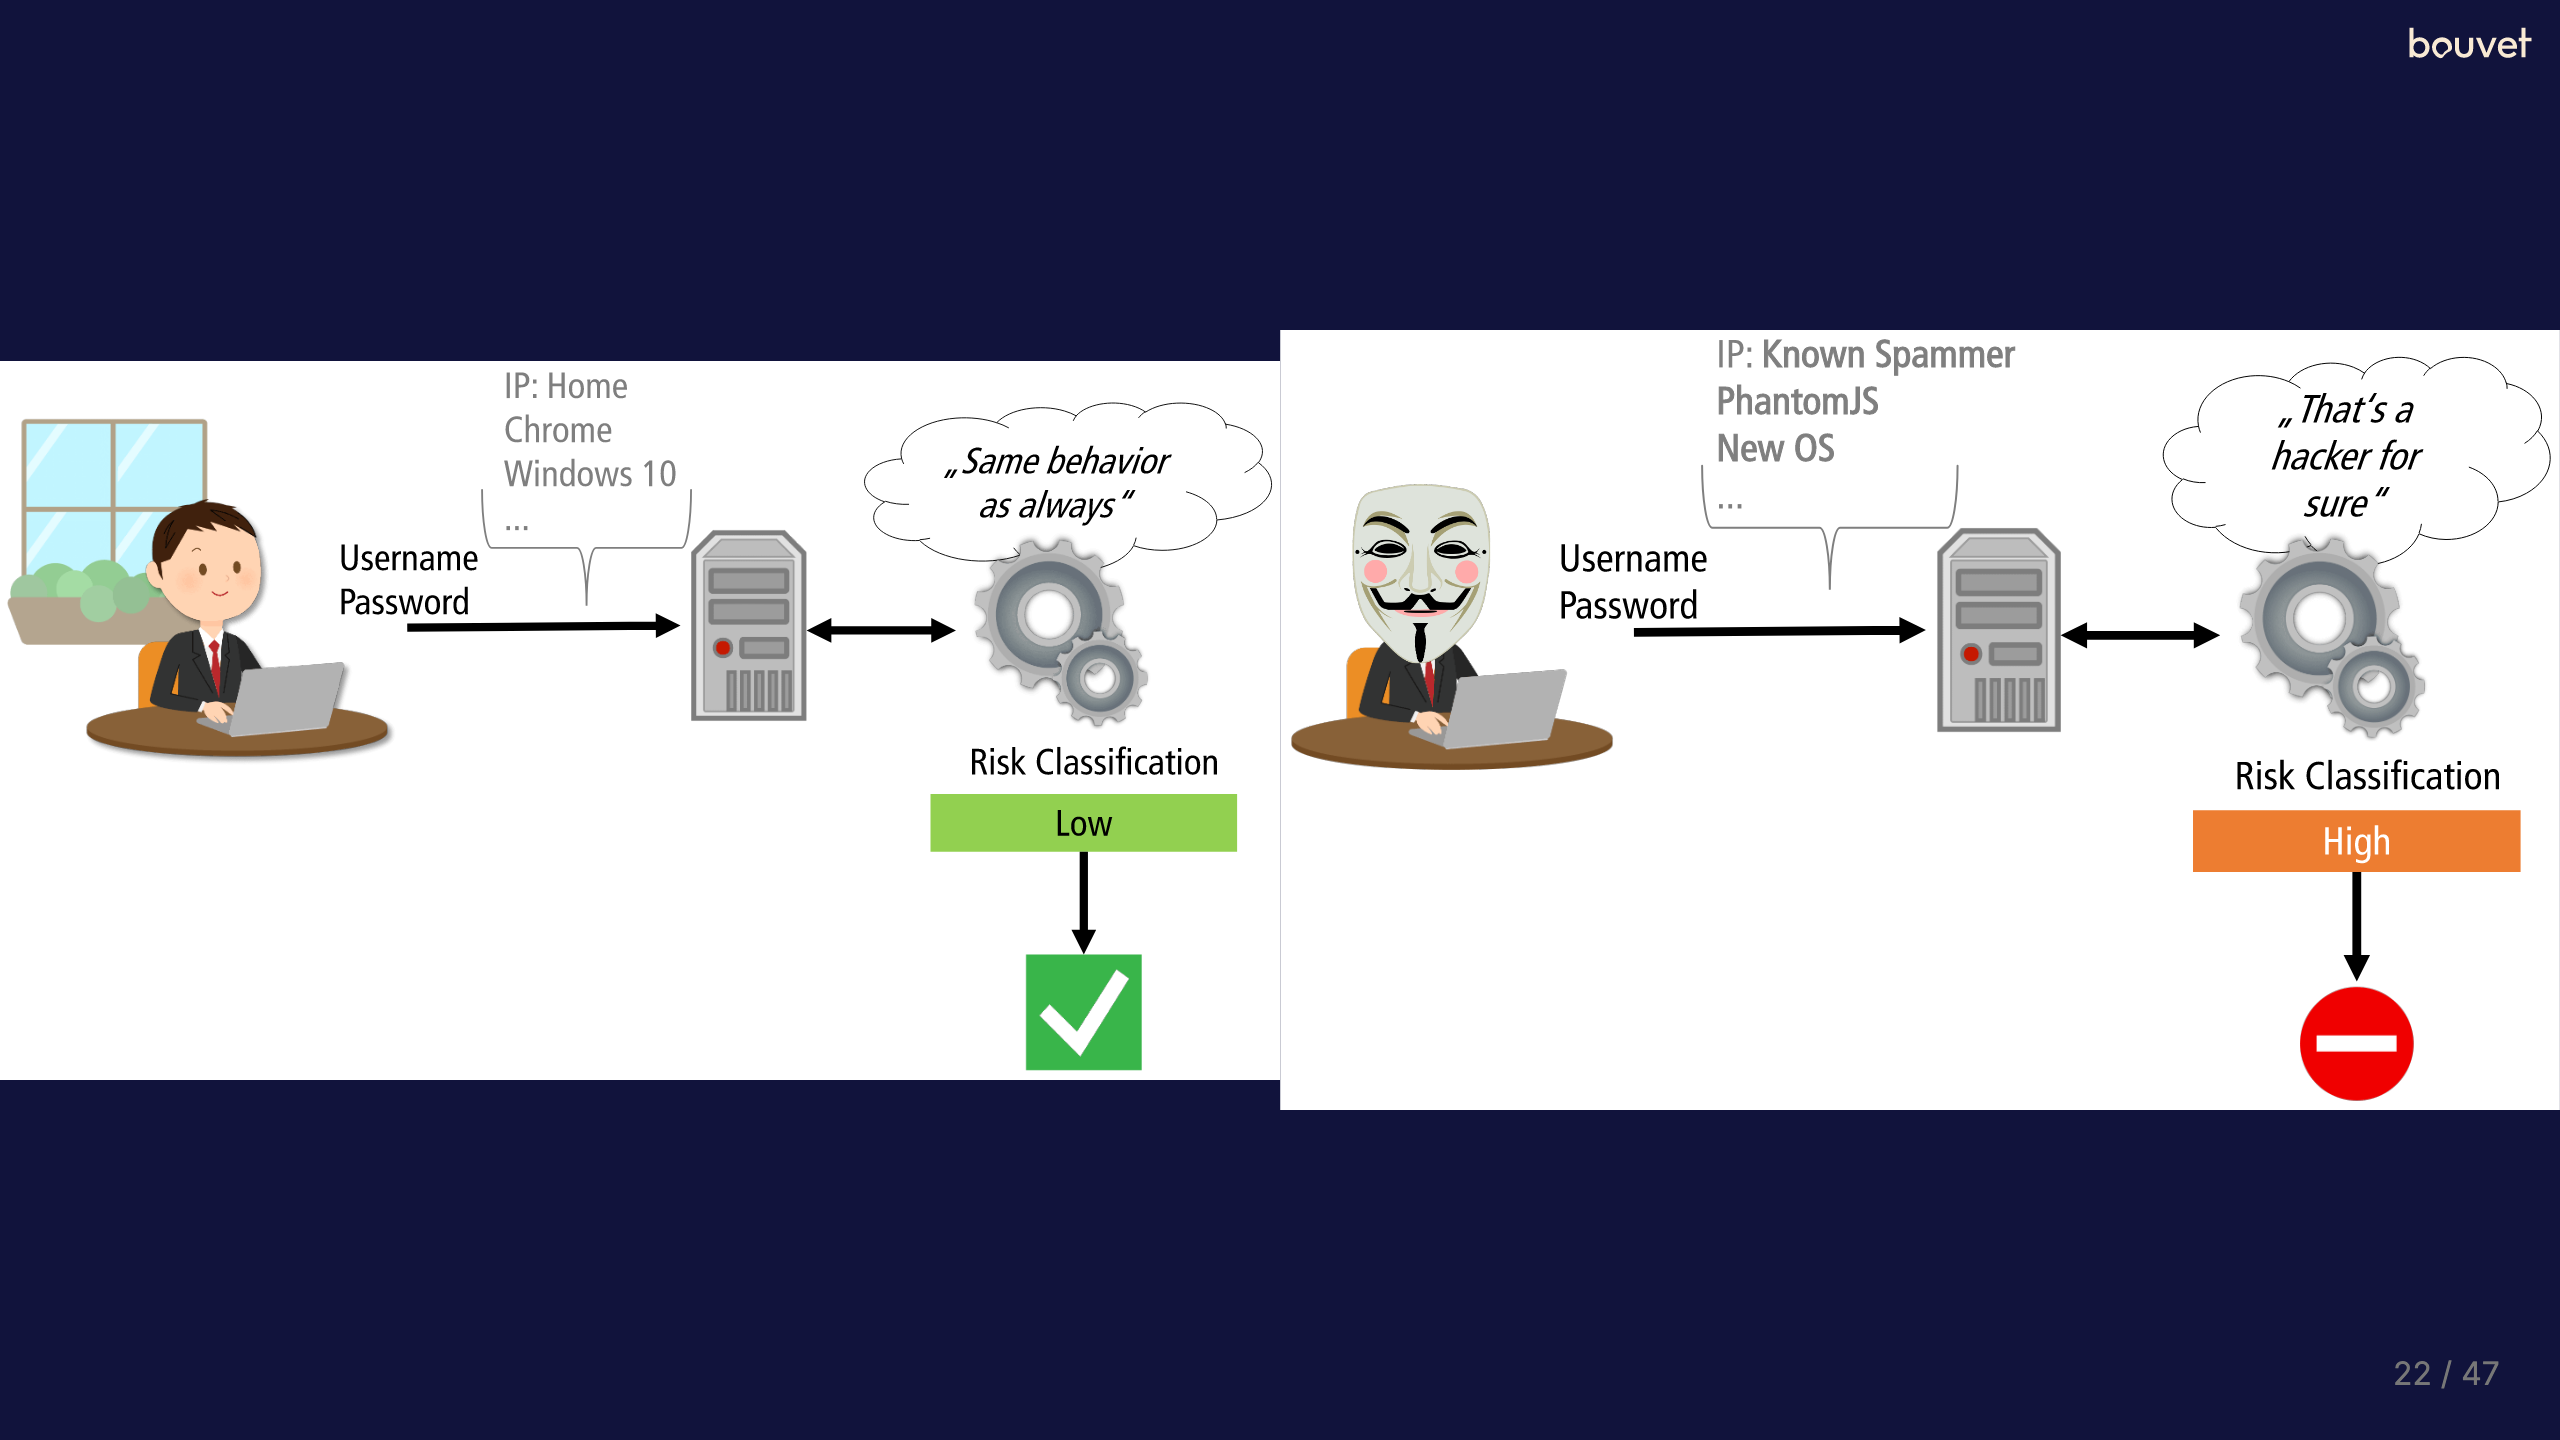 bouvet
IP: Home
Chrome
Windows 10
...
Username
Password
„Same behavior
as always“
Risk Classification
Low
IP: Known Spammer
PhantomJS
New OS
...
Username
Password
„That‘s a
hacker for
sure“
Risk Classification
High
22 / 47